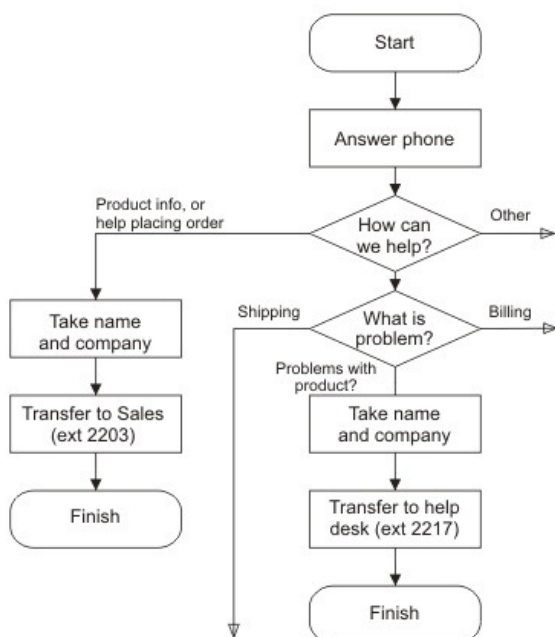 Start
Answer phone
Product info, or
help placing order
How can
we help?
Other
Shipping
What is
problem?
Billing
Take name
and company
Problems with
product?
Transfer to Sales
(ext 2203)
Take name
and company
Finish
Transfer to help
desk (ext 2217)
Finish